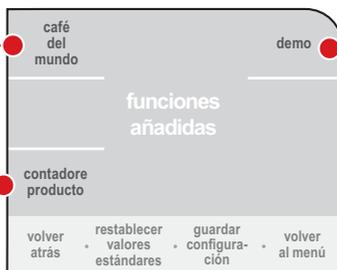 café
del
mundo
demo
funciones
añadidas
contadore
producto
volver
atrás
restablecer
valores
estándares
guardar
configura-
ción
volver
al menú